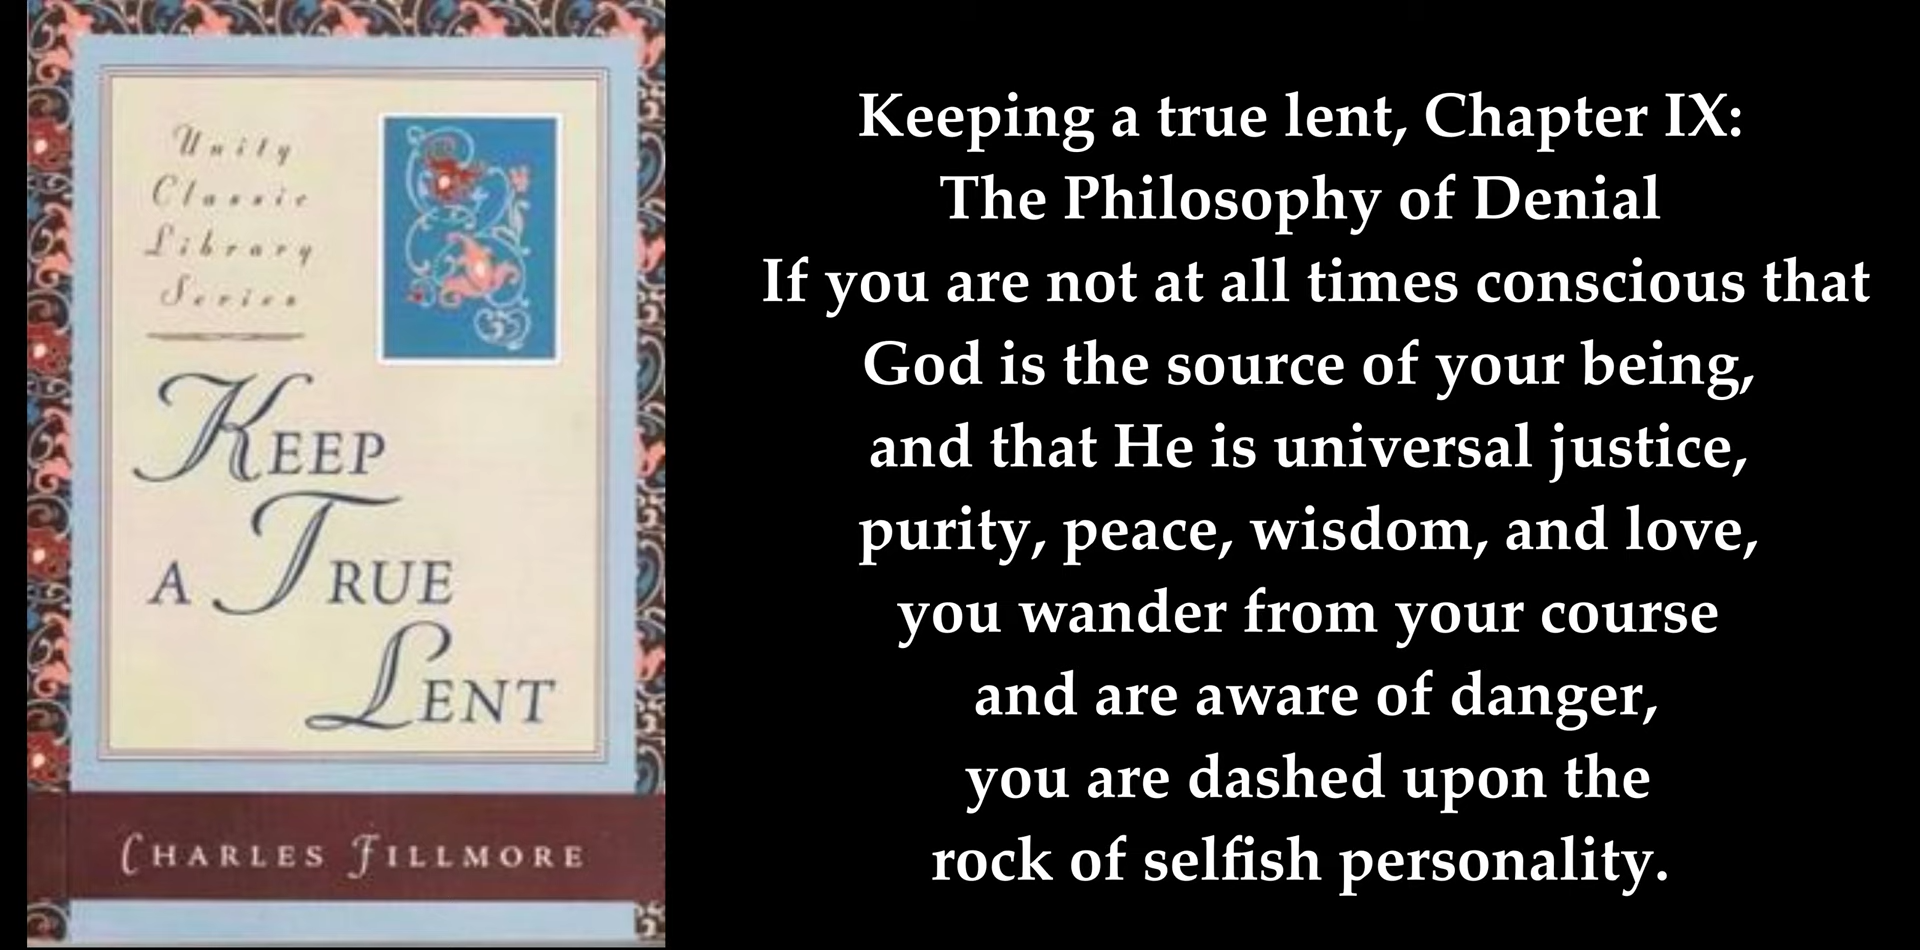 Unity
Classic
Library
Series
KEEP
A TRUE
LENT
CHARLES FILLMORE
Keeping a true lent, Chapter IX:
The Philosophy of Denial
If you are not at all times conscious that
God is the source of your being,
and that He is universal justice,
purity, peace, wisdom, and love,
you wander from your course
and are aware of danger,
you are dashed upon the
rock of selfish personality.